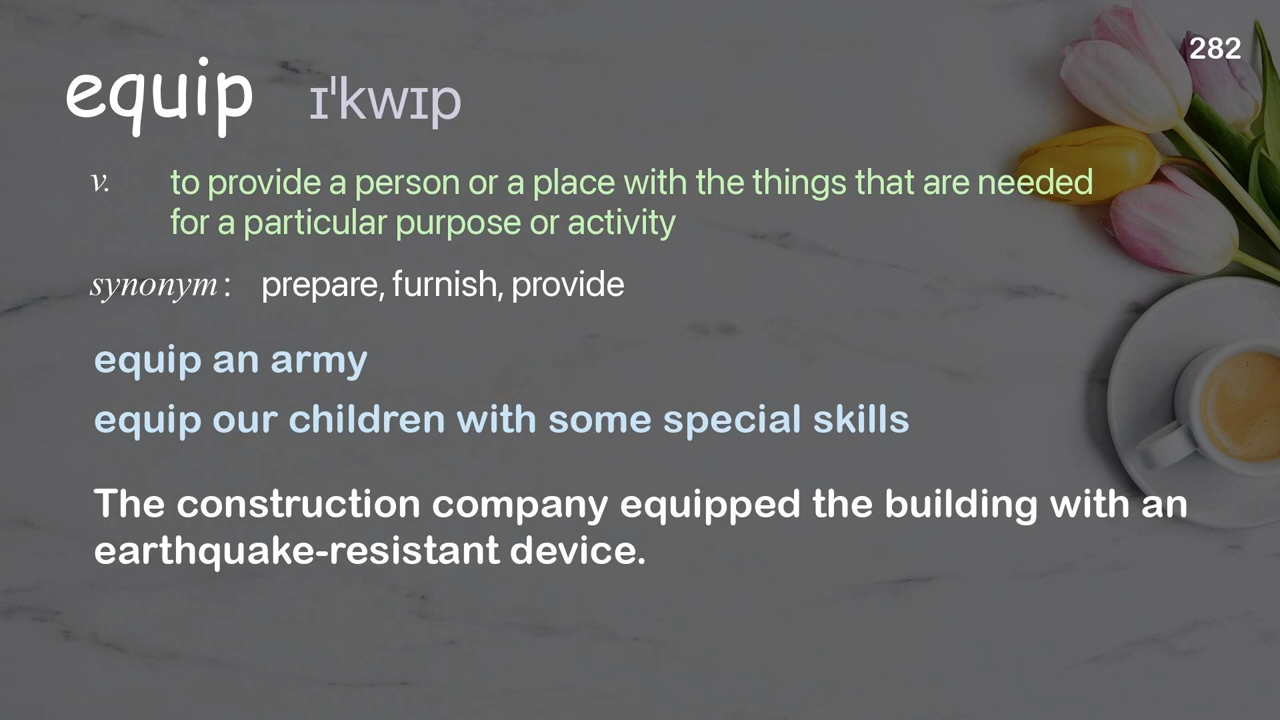 282
equip ɪˈkwɪp
v. to provide a person or a place with the things that are needed
for a particular purpose or activity
synonym : prepare, furnish, provide
equip an army
equip our children with some special skills
The construction company equipped the building with an
earthquake-resistant device.